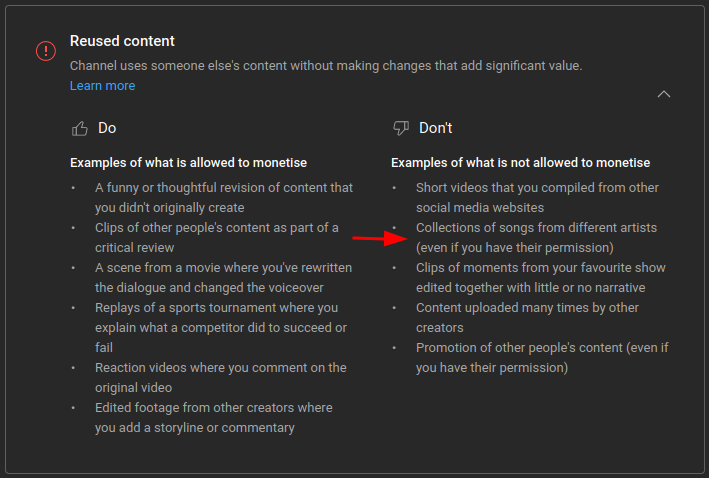 Reused content
Channel uses someone else's content without making changes that add significant value.
Learn more
Do
Examples of what is allowed to monetise
• A funny or thoughtful revision of content that
you didn't originally create
• Clips of other people's content as part of a
critical review
• A scene from a movie where you've rewritten
the dialogue and changed the voiceover
• Replays of a sports tournament where you
explain what a competitor did to succeed or
fail
• Reaction videos where you comment on the
original video
• Edited footage from other creators where
you add a storyline or commentary
Don't
Examples of what is not allowed to monetise
• Short videos that you compiled from other
social media websites
• Collections of songs from different artists
(even if you have their permission)
• Clips of moments from your favourite show
edited together with little or no narrative
• Content uploaded many times by other
creators
• Promotion of other people's content (even if
you have their permission)